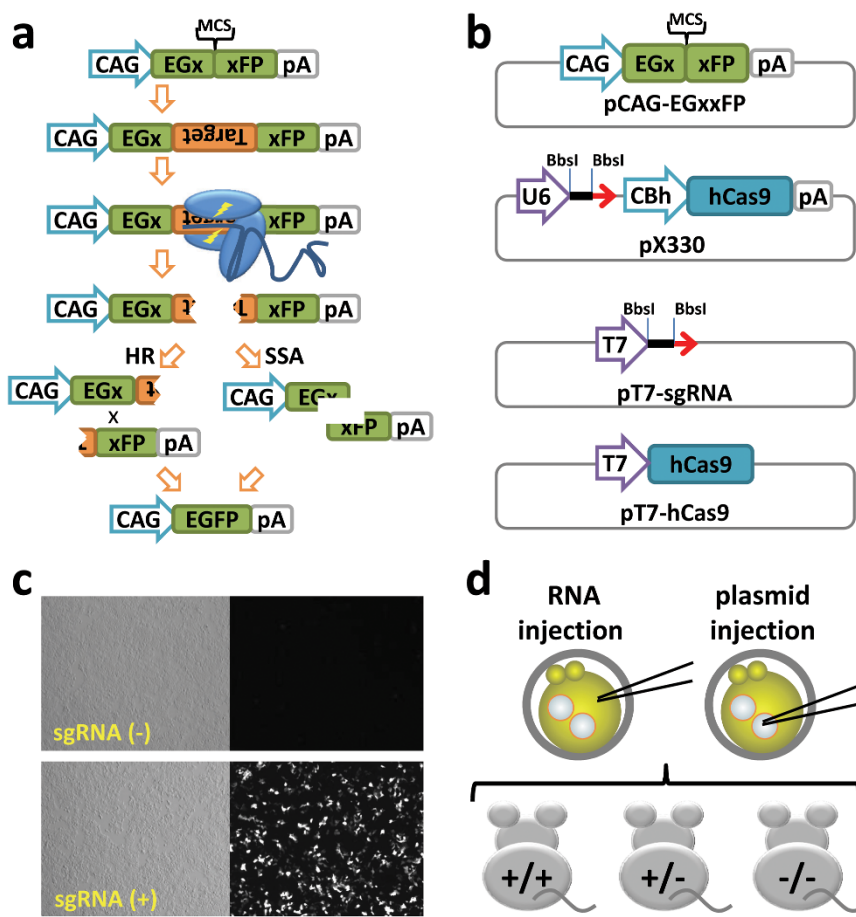 a
MCS
CAG EGx xFP pA
CAG EGx Target xFP pA
CAG EGx rget xFP pA
CAG EGx t T xFP pA
HR SSA
CAG EGx t
CAG EGx
x
xFP pA
xFP pA
CAG EGFP pA
b
MCS
CAG EGx xFP pA
pCAG-EGxxFP
BbsI BbsI
U6 CBh hCas9 pA
pX330
BbsI BbsI
T7
pT7-sgRNA
T7 hCas9
pT7-hCas9
c
sgRNA (-)
sgRNA (+)
d
RNA plasmid
injection injection
+/+ +/- -/-